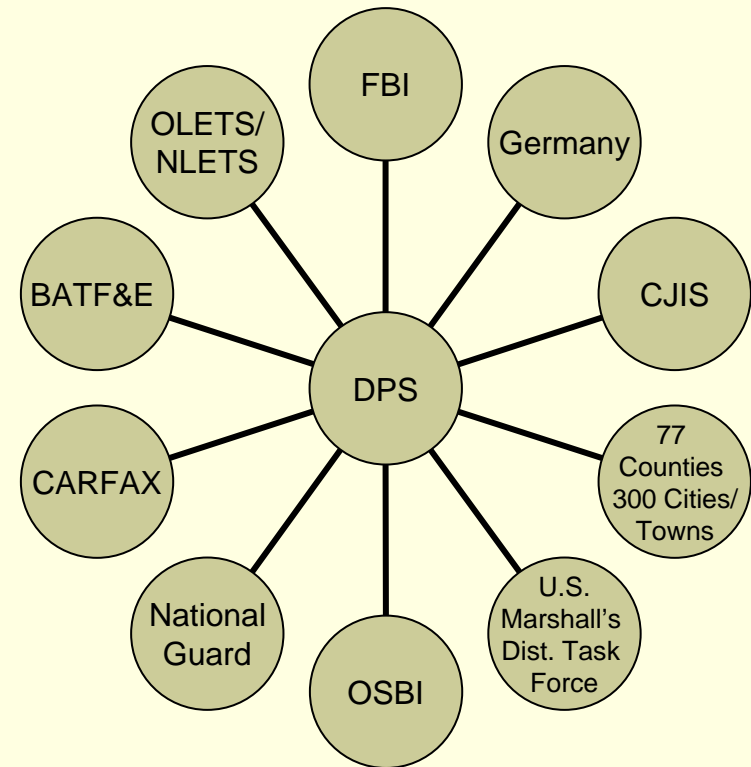 FBI
OLETS/
NLETS
Germany
BATF&E
CJIS
DPS
CARFAX
77
Counties
300 Cities/
Towns
National
Guard
U.S.
Marshall's
Dist. Task
Force
OSBI